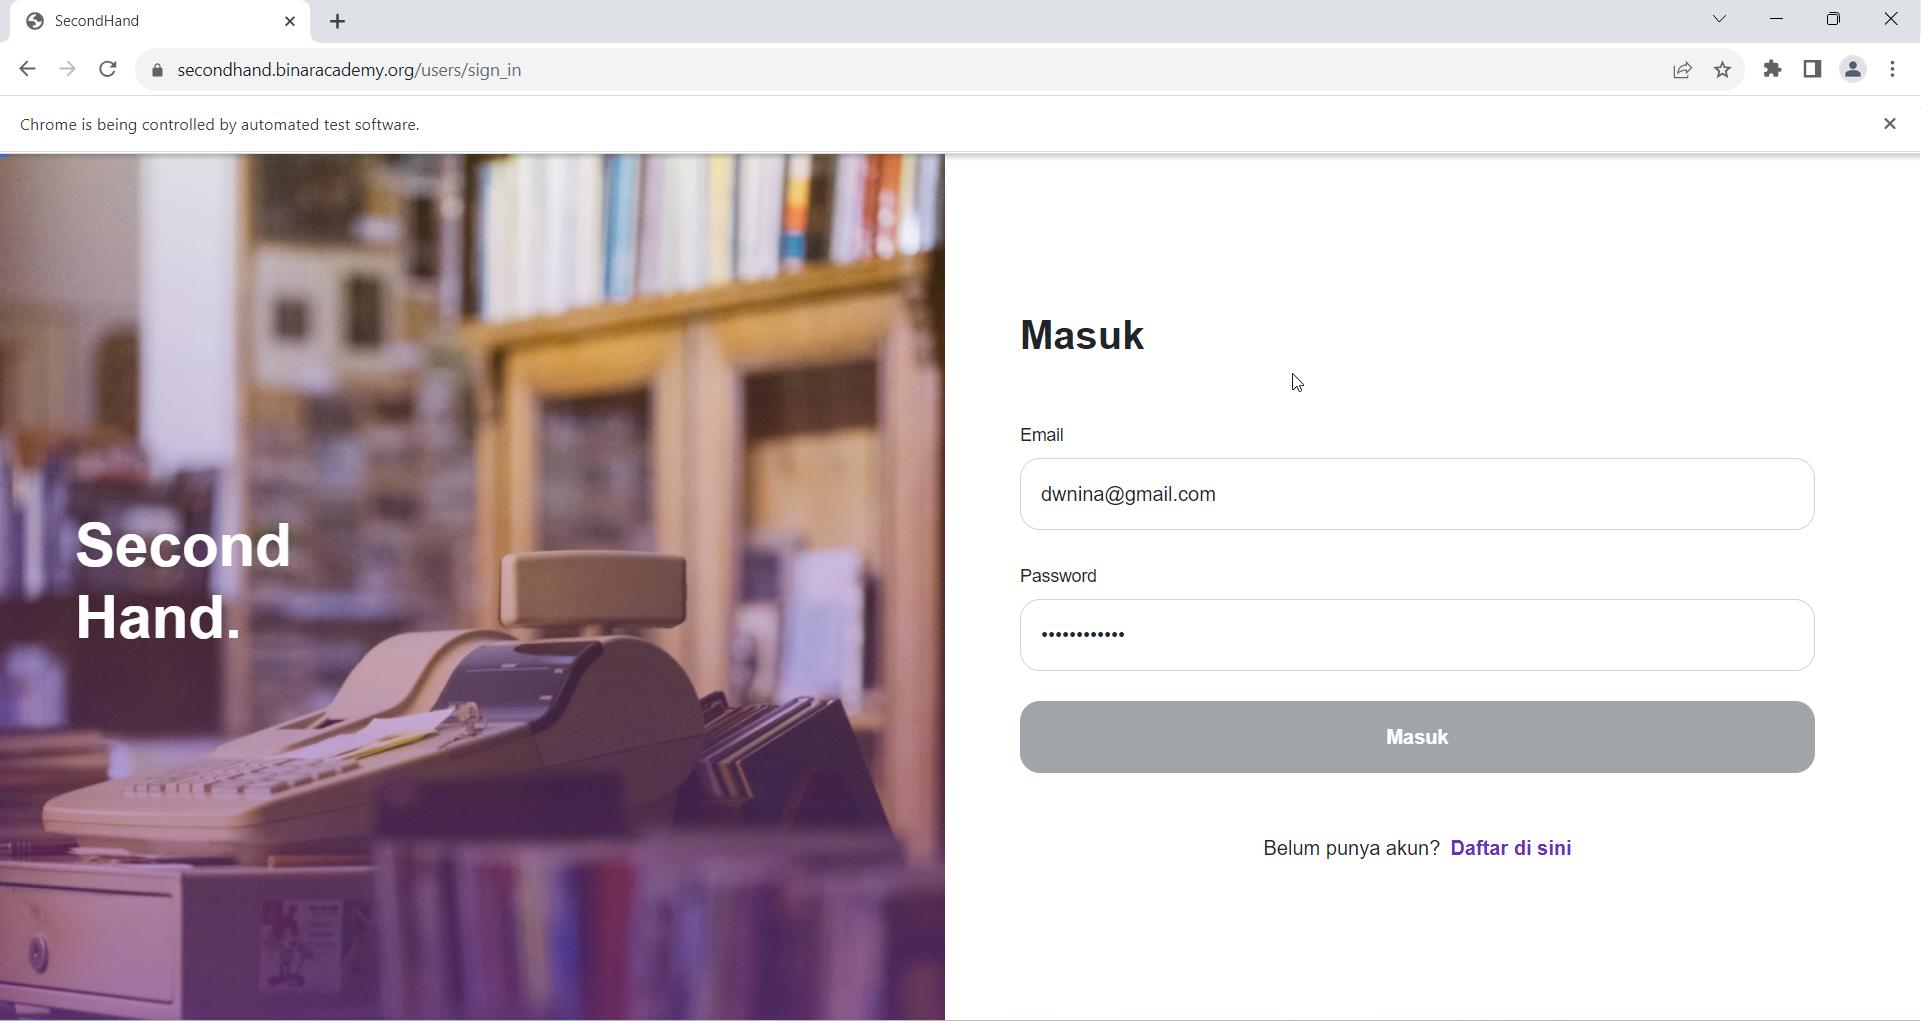 SecondHand
secondhand.binaracademy.org/users/sign_in
Chrome is being controlled by automated test software.
Second
Hand.
Masuk
Email
dwnina@gmail.com
Password
••••••••••••
Masuk
Belum punya akun? Daftar di sini